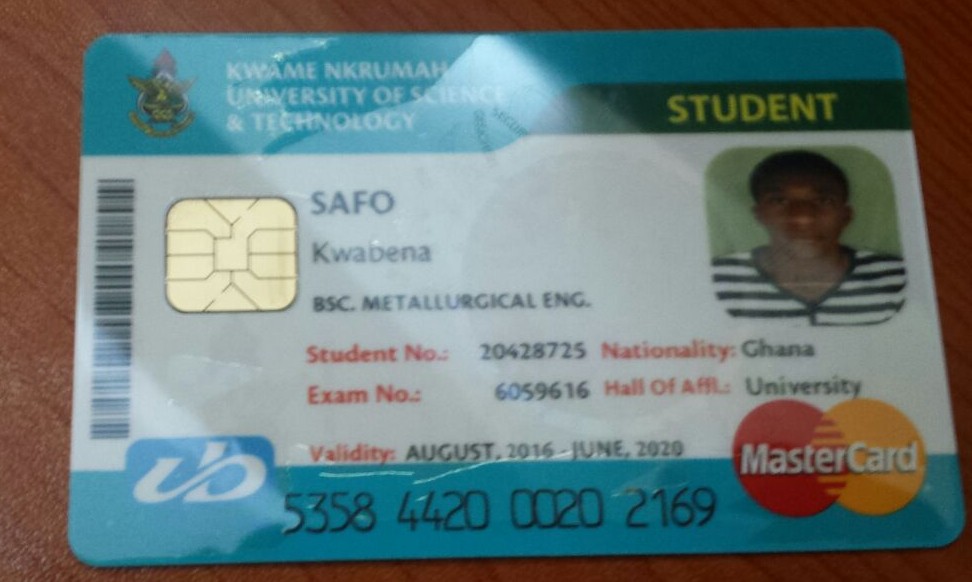 KWAME NKRUMAH
UNIVERSITY OF SCIENCE
& TECHNOLOGY
STUDENT
SAFO
Kwabena
BSC. METALLURGICAL ENG.
Student No.: 20428725 Nationality: Ghana
Exam No.: 6059616 Hall Of Affl.: University
Validity: AUGUST, 2016 - JUNE, 2020
MasterCard
ub
5358 4420 0020 2169